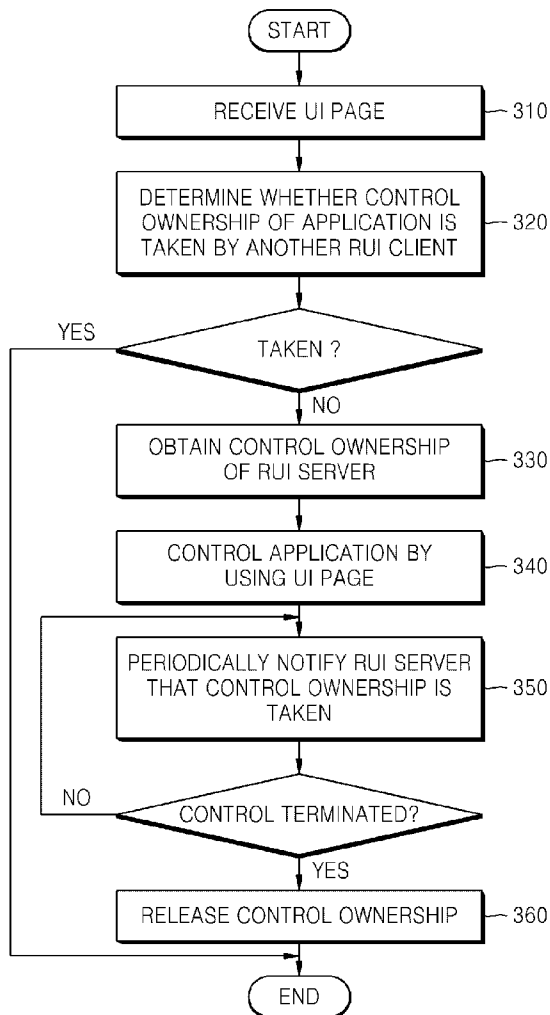 START
RECEIVE UI PAGE
310
DETERMINE WHETHER CONTROL
OWNERSHIP OF APPLICATION IS
TAKEN BY ANOTHER RUI CLIENT
320
YES
TAKEN ?
NO
OBTAIN CONTROL OWNERSHIP
OF RUI SERVER
330
CONTROL APPLICATION BY
USING UI PAGE
340
PERIODICALLY NOTIFY RUI SERVER
THAT CONTROL OWNERSHIP IS
TAKEN
350
NO
CONTROL TERMINATED?
YES
RELEASE CONTROL OWNERSHIP
360
END